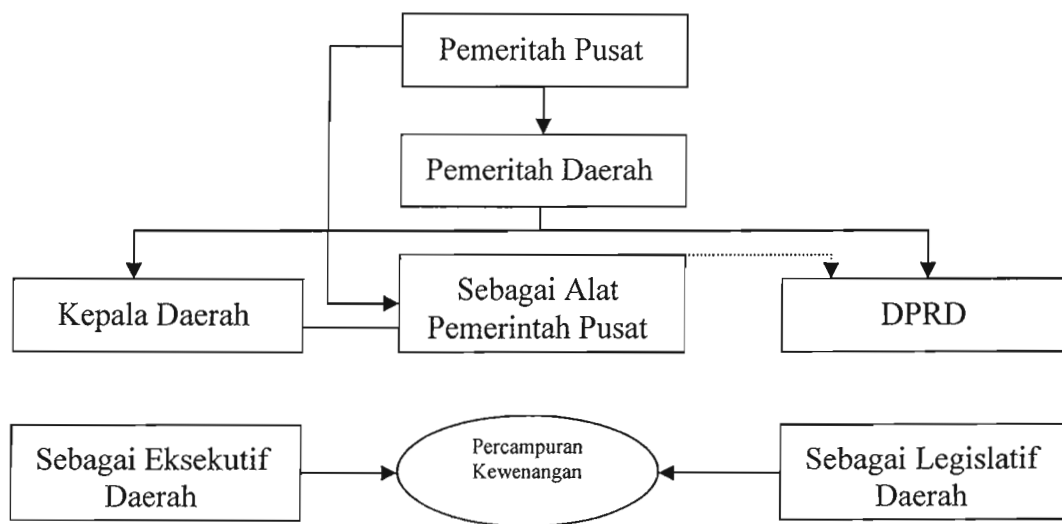 Pemeritah Pusat
Pemeritah Daerah
Kepala Daerah
Sebagai Alat
Pemerintah Pusat
DPRD
Sebagai Eksekutif
Daerah
Percampuran
Kewenangan
Sebagai Legislatif
Daerah